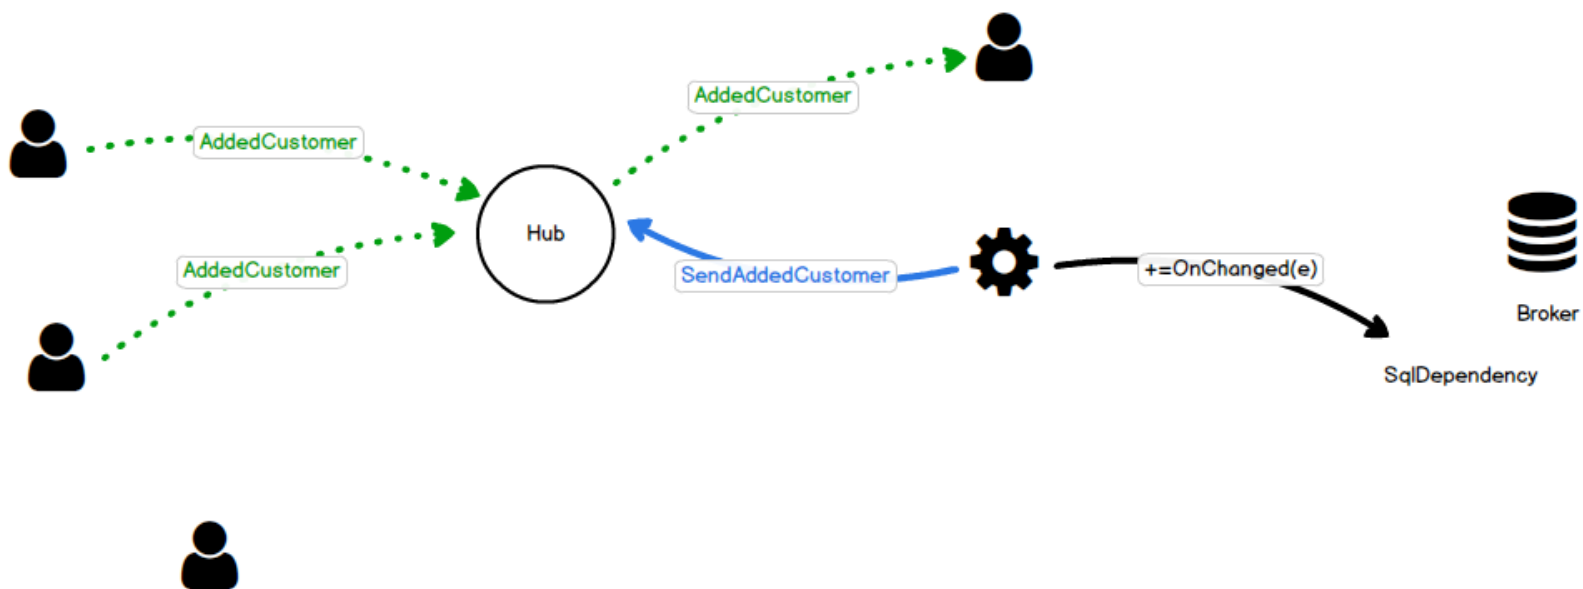 AddedCustomer
AddedCustomer
Hub
AddedCustomer
SendAddedCustomer
+=OnChanged(e)
Broker
SqlDependency